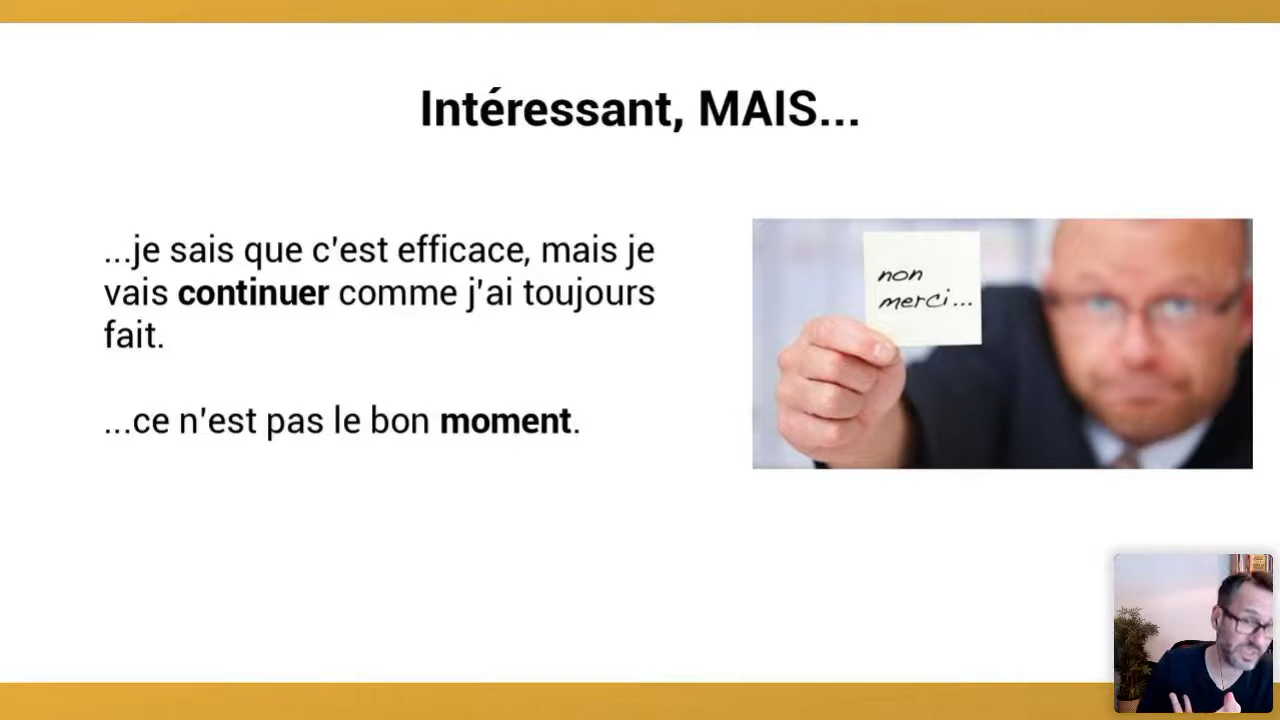 Intéressant, MAIS...
...je sais que c'est efficace, mais je
vais continuer comme j'ai toujours
fait.
...ce n'est pas le bon moment.
non
merci...